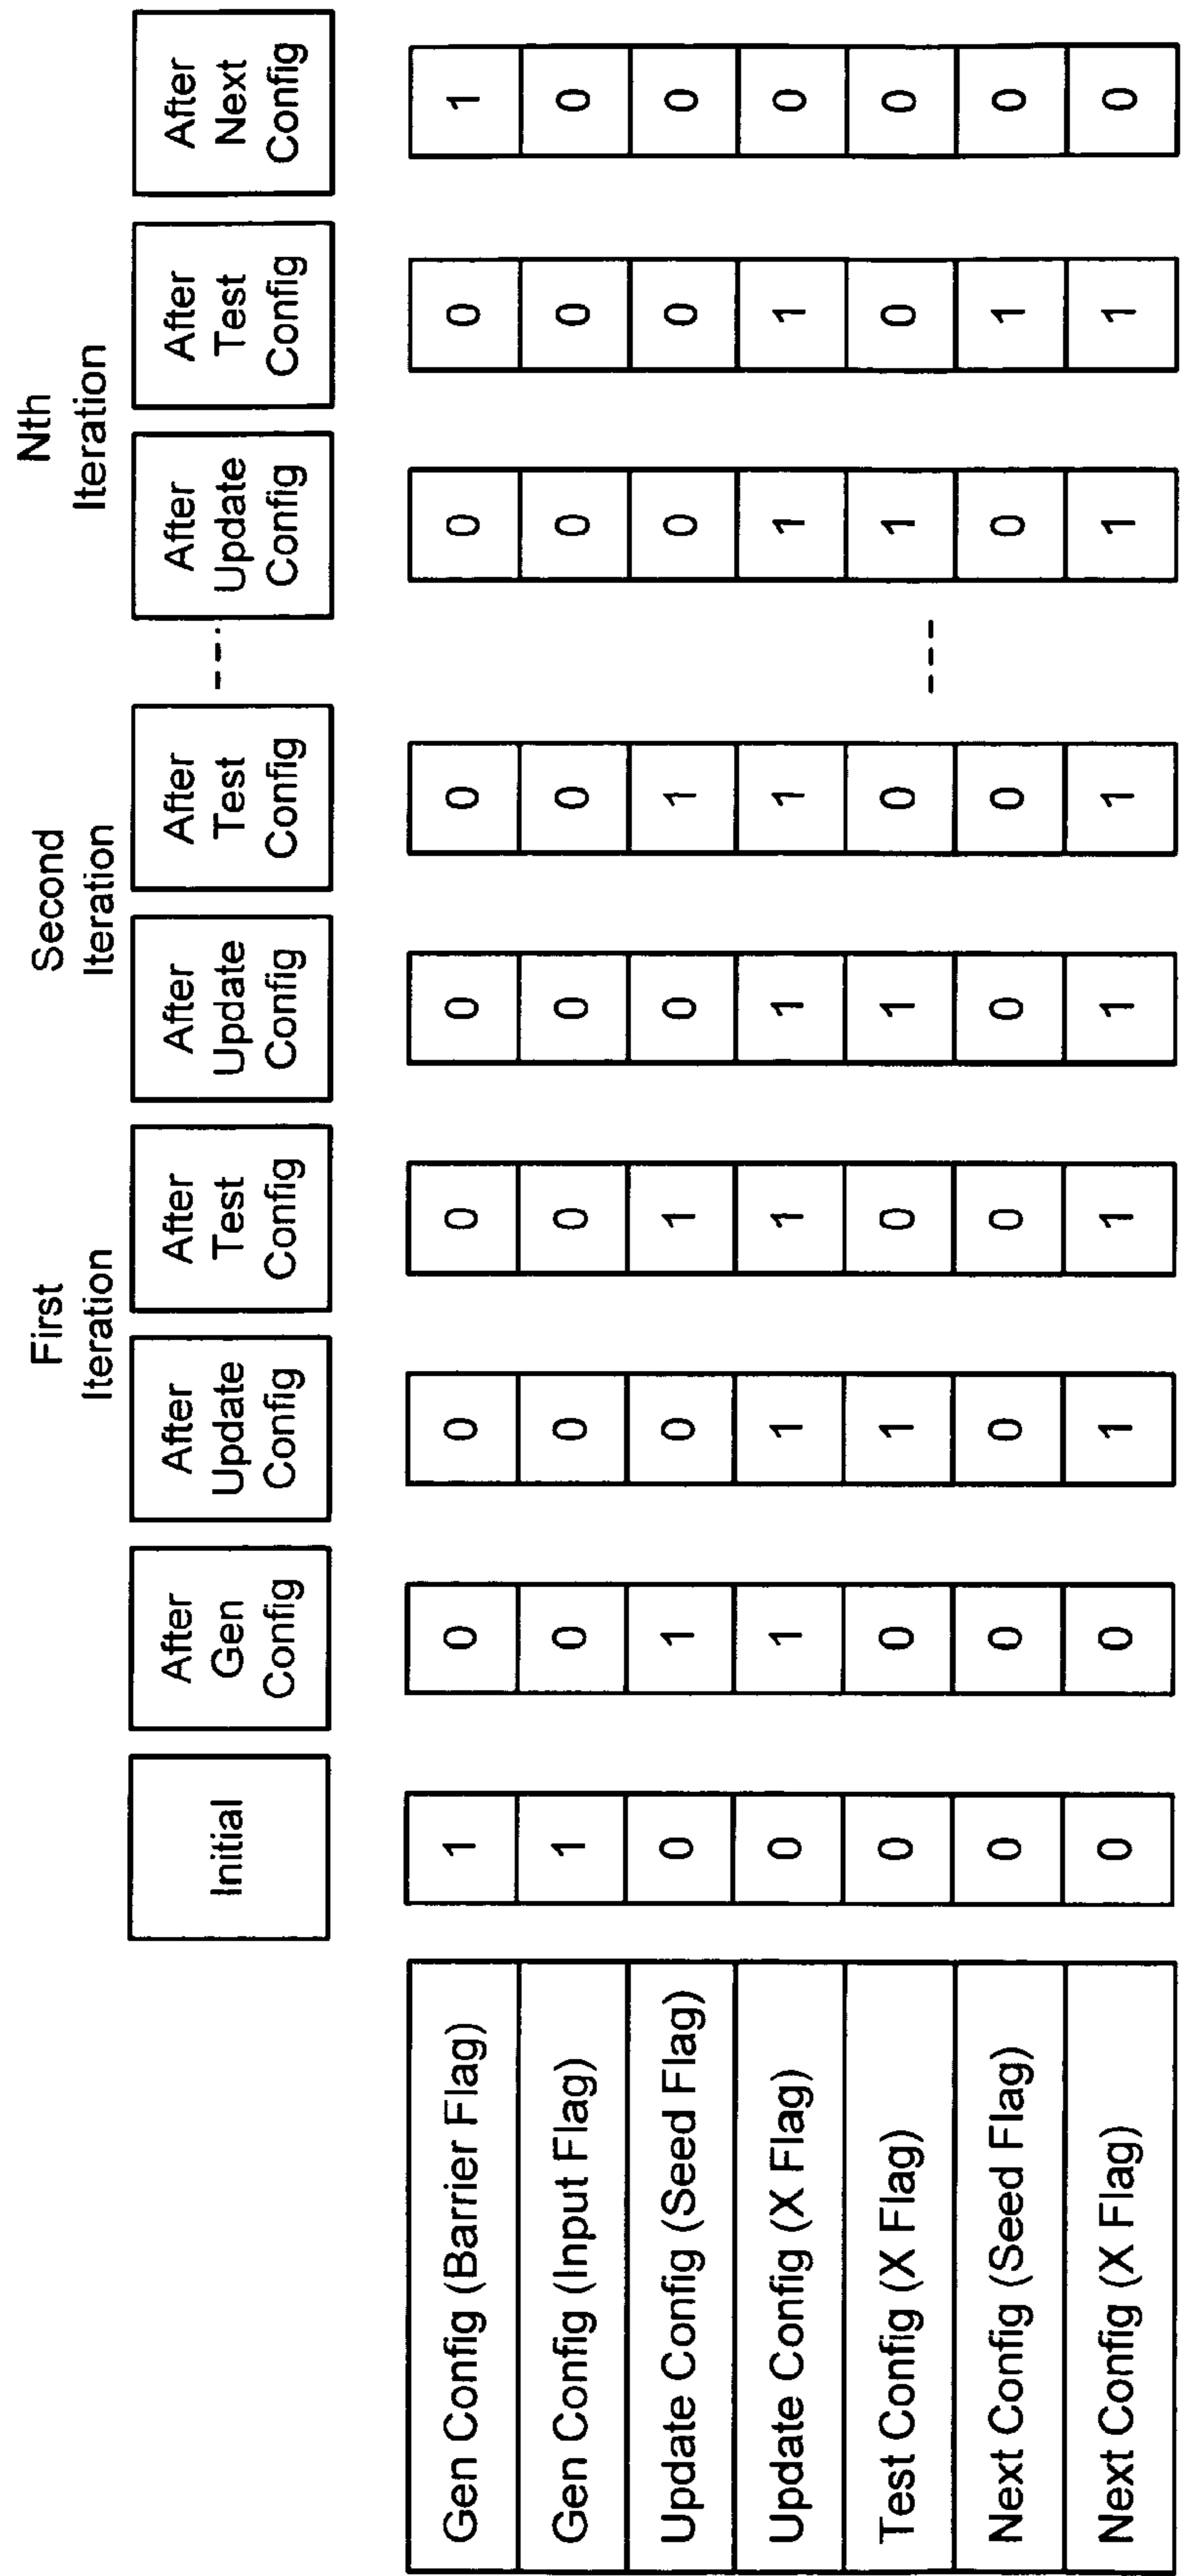 First
Iteration
Second
Iteration
Nth
Iteration
Initial
After
Gen
Config
After
Update
Config
After
Test
Config
After
Update
Config
After
Test
Config
After
Update
Config
After
Test
Config
After
Next
Config
Gen Config (Barrier Flag) 1 0 0 0 0 0 0 0 1
Gen Config (Input Flag) 1 0 0 0 0 0 0 0 0
Update Config (Seed Flag) 0 1 0 1 0 1 0 0 0
Update Config (X Flag) 0 1 1 1 1 1 1 1 0
Test Config (X Flag) 0 0 1 0 1 0 1 0 0
Next Config (Seed Flag) 0 0 0 0 0 0 0 1 0
Next Config (X Flag) 0 0 1 1 1 1 1 1 0